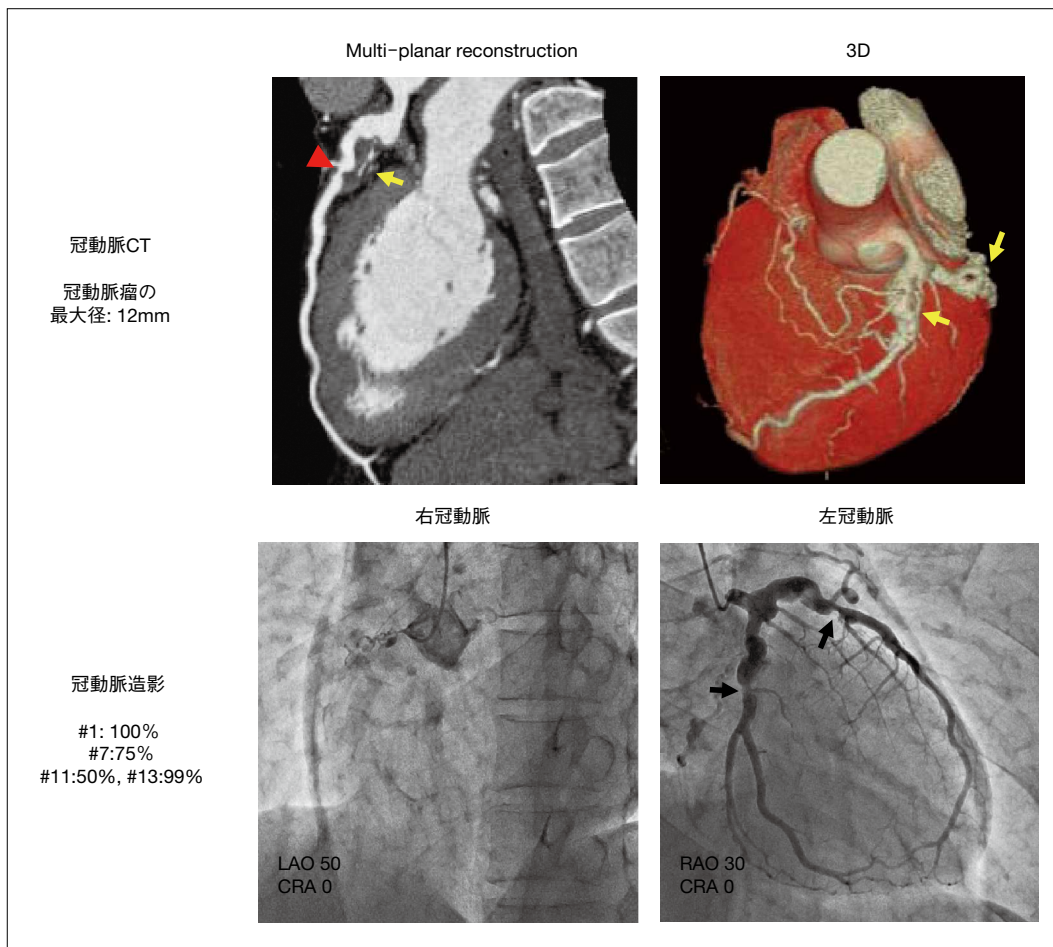 Multi-planar reconstruction
3D
冠動脈CT
冠動脈瘤の
最大径: 12mm
右冠動脈
左冠動脈
冠動脈造影
#1: 100%
#7:75%
#11:50%, #13:99%
LAO 50
CRA 0
RAO 30
CRA 0